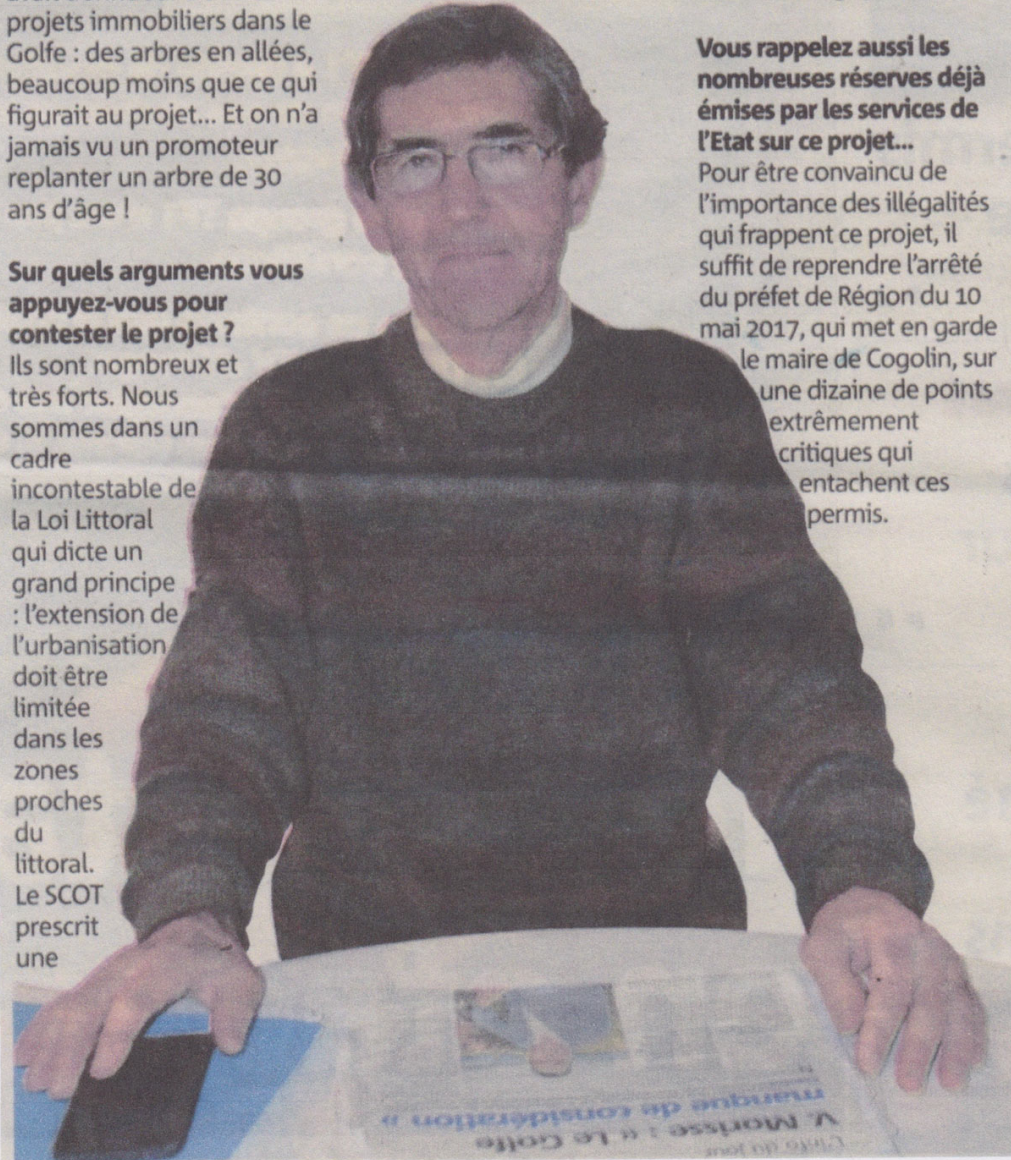 projets immobiliers dans le
Golfe : des arbres en allées,
beaucoup moins que ce qui
figurait au projet... Et on n'a
jamais vu un promoteur
replanter un arbre de 30
ans d'âge !
Sur quels arguments vous
appuyez-vous pour
contester le projet ?
Ils sont nombreux et
très forts. Nous
sommes dans un
cadre
incontestable de
la Loi Littoral
qui dicte un
grand principe
: l'extension de
l'urbanisation
doit être
limitée
dans les
zones
proches
du
littoral.
Le SCOT
prescrit
une
Vous rappelez aussi les
nombreuses réserves déjà
émises par les services de
l'Etat sur ce projet...
Pour être convaincu de
l'importance des illégalités
qui frappent ce projet, il
suffit de reprendre l'arrêté
du préfet de Région du 10
mai 2017, qui met en garde
le maire de Cogolin, sur
une dizaine de points
extrêmement
critiques qui
entachent ces
permis.
L'info du jour
V. Morisse : « Le Golfe
manque de considération »